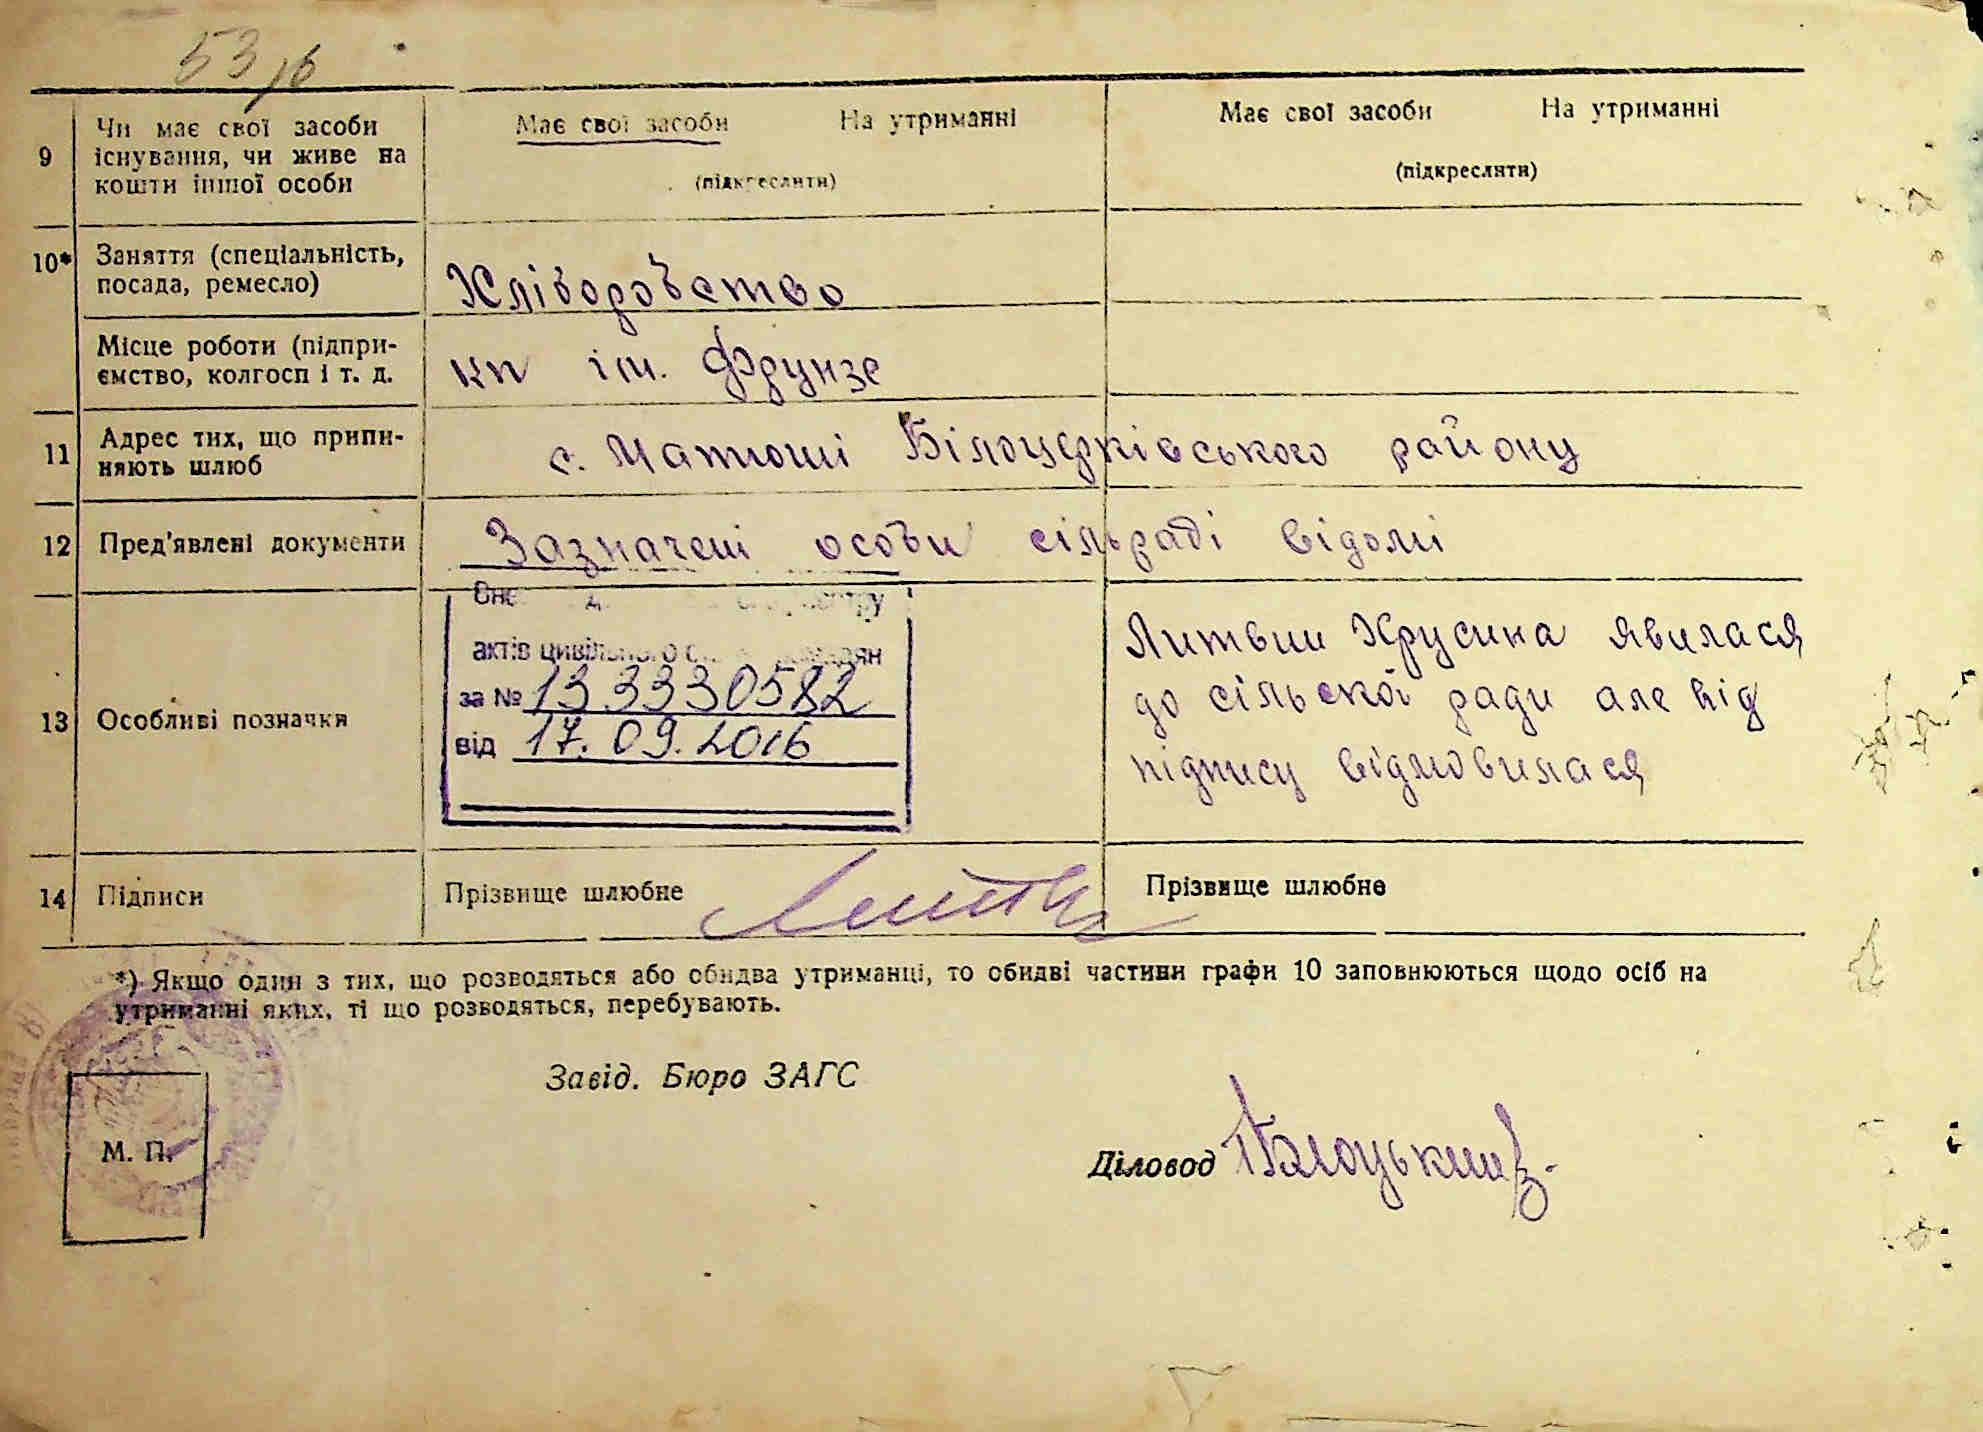 53
9 Чи має свої засоби існування, чи живе на кошти іншої особи
Має свої засоби На утриманні
(підкреслити)
Має свої засоби На утриманні
(підкреслити)
10* Заняття (спеціальність, посада, ремесло)
Хліборобство
Місце роботи (підпри-
ємство, колгосп і т. д.
кп ім. Фрунзе
11 Адрес тих, що припи-
няють шлюб
с. Матюші Білоцерківського району
12 Пред'явлені документи
Зазначені особи сільраді відомі
13 Особливі позначки
актів цивільного
за № 1333330582
від 17.09.2016
Литвин Хрусина явилася
до сільскої ради але від
підпису відмовилася
14 Підписи
Прізвище шлюбне
Прізвище шлюбне
*) Якщо один з тих, що розводяться або обидва утриманці, то обидві частини графи 10 заповнюються щодо осіб на
утриманні яких, ті що розводяться, перебувають.
Завід. Бюро ЗАГС
М. П.
Діловод